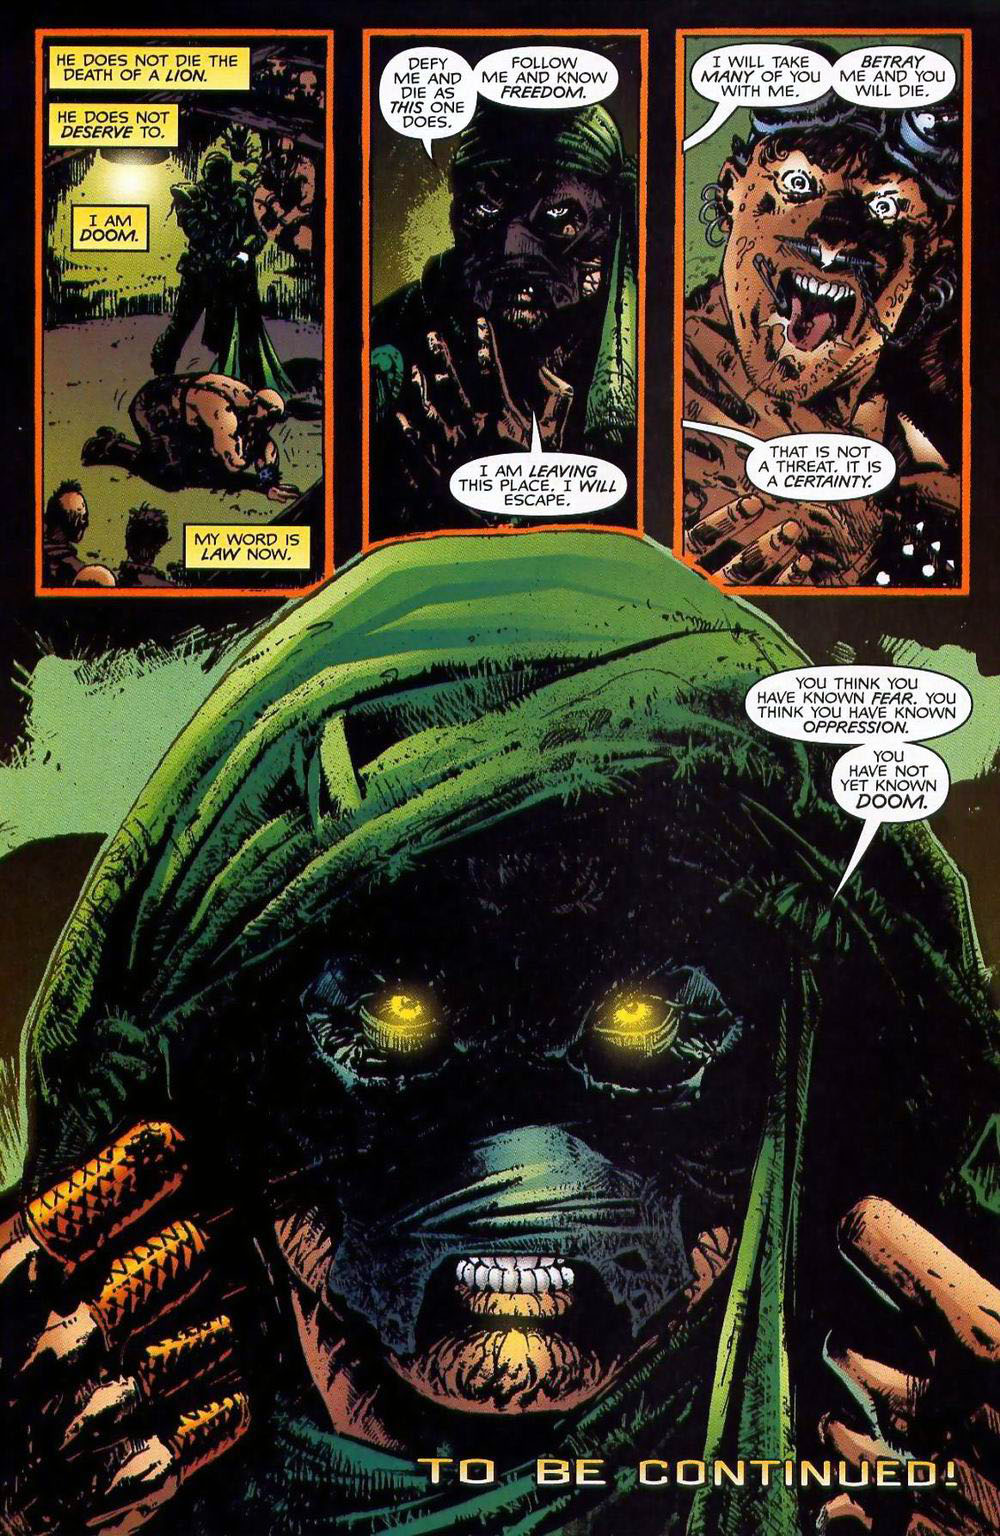 HE DOES NOT DIE THE
DEATH OF A LION.
HE DOES NOT
DESERVE TO.
I AM
DOOM.
MY WORD IS
LAW NOW.
DEFY
ME AND
DIE AS
THIS ONE
DOES.
FOLLOW
ME AND KNOW
FREEDOM.
I AM LEAVING
THIS PLACE. I WILL
ESCAPE.
I WILL TAKE
MANY OF YOU
WITH ME.
BETRAY
ME AND YOU
WILL DIE.
THAT IS NOT
A THREAT. IT IS
A CERTAINTY.
YOU THINK YOU
HAVE KNOWN FEAR. YOU
THINK YOU HAVE KNOWN
OPPRESSION.
YOU
HAVE NOT
YET KNOWN
DOOM.
TO BE CONTINUED!